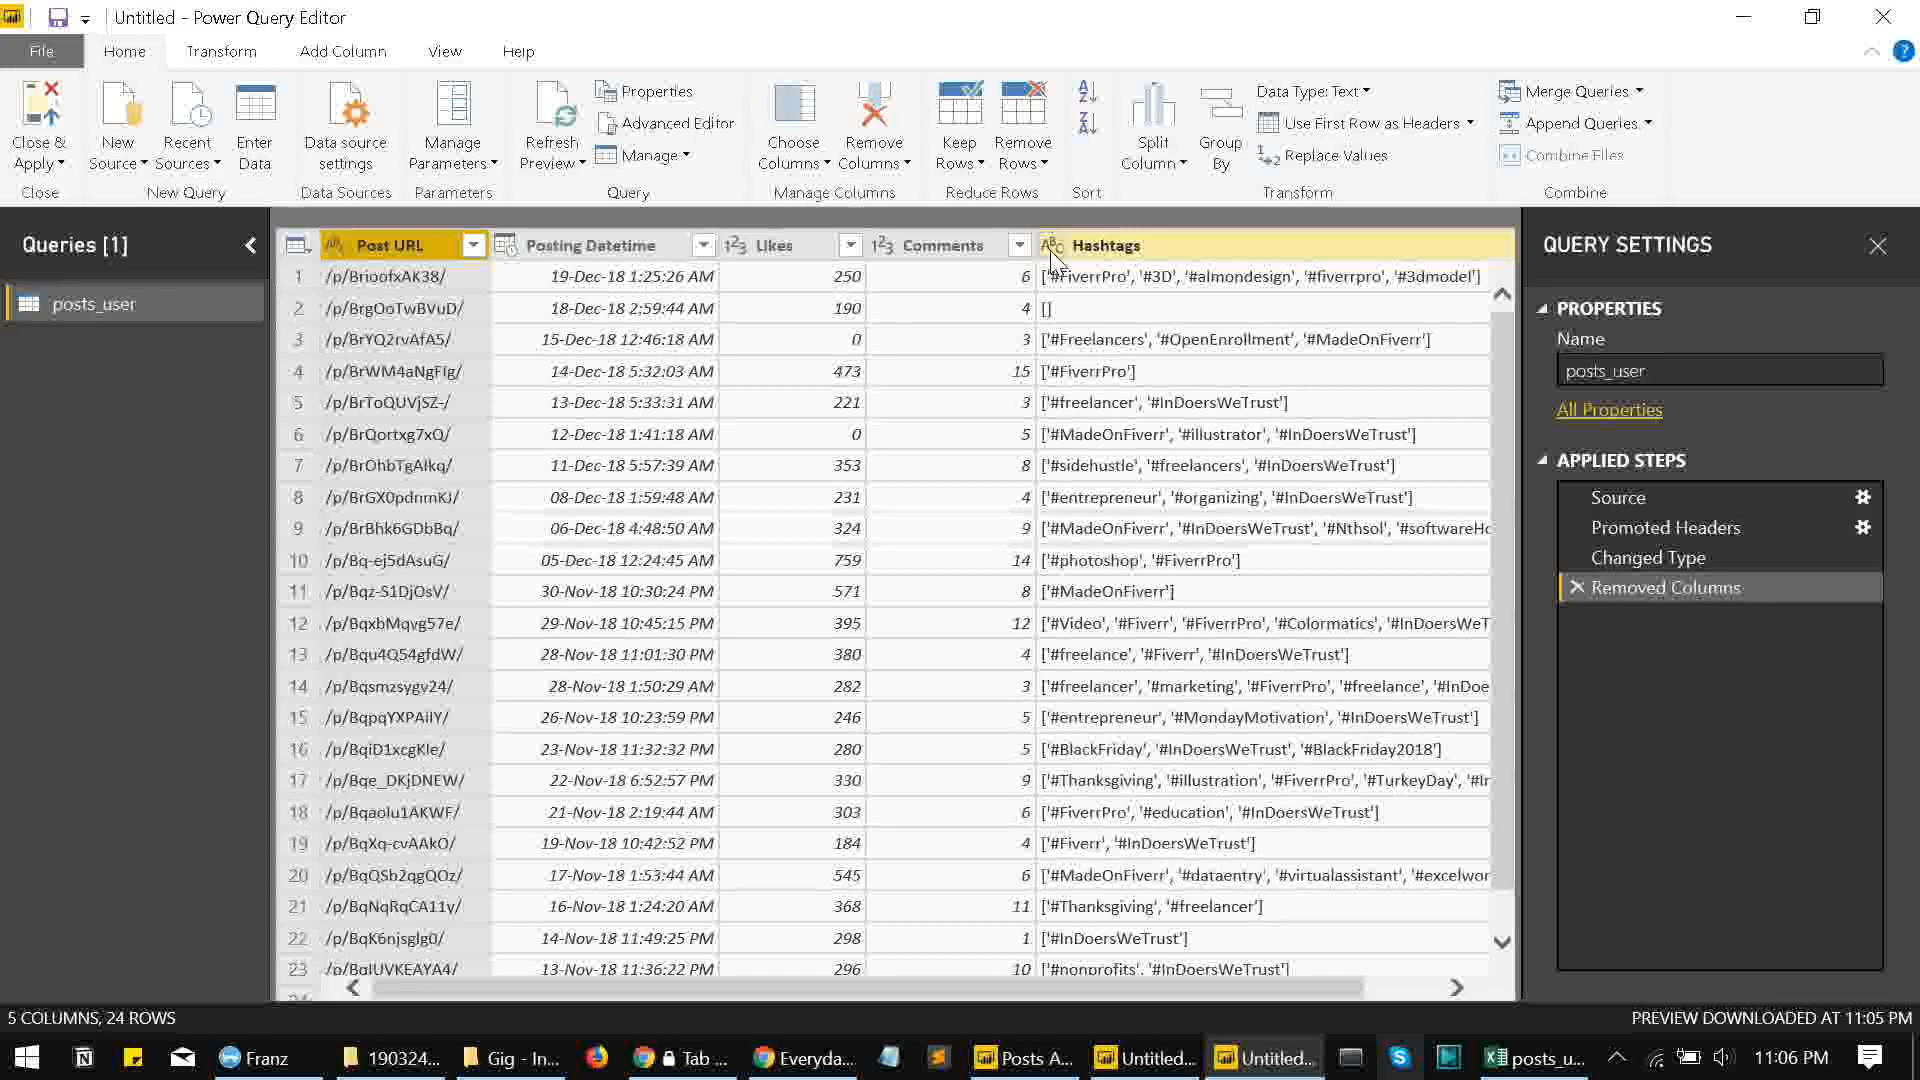 Untitled - Power Query Editor
File Home Transform Add Column View Help
Close & Apply
New Source
Recent Sources
Enter Data
Data source settings
Manage Parameters
Refresh Preview
Properties
Advanced Editor
Manage
Choose Columns
Remove Columns
Keep Rows
Remove Rows
Split Column
Group By
Data Type: Text
Use First Row as Headers
Replace Values
Merge Queries
Append Queries
Combine Files
Close New Query Data Sources Parameters Query Manage Columns Reduce Rows Sort Transform Combine
Queries [1]
posts_user
Post URL Posting Datetime 1²3 Likes 1²3 Comments Hashtags
1 /p/BrioofxAK38/ 19-Dec-18 1:25:26 AM 250 6 ['#FiverrPro', '#3D', '#almondesign', '#fiverrpro', '#3dmodel']
2 /p/BrgOoTwBVuD/ 18-Dec-18 2:59:44 AM 190 4 []
3 /p/BrYQ2rvAfA5/ 15-Dec-18 12:46:18 AM 0 3 ['#Freelancers', '#OpenEnrollment', '#MadeOnFiverr']
4 /p/BrWM4aNgFIg/ 14-Dec-18 5:32:03 AM 473 15 ['#FiverrPro']
5 /p/BrToQUVjSZ-/ 13-Dec-18 5:33:31 AM 221 3 ['#freelancer', '#InDoersWeTrust']
6 /p/BrQortxg7xQ/ 12-Dec-18 1:41:18 AM 0 5 ['#MadeOnFiverr', '#illustrator', '#InDoersWeTrust']
7 /p/BrOhbTgAlkq/ 11-Dec-18 5:57:39 AM 353 8 ['#sidehustle', '#freelancers', '#InDoersWeTrust']
8 /p/BrGX0pdnmKJ/ 08-Dec-18 1:59:48 AM 231 4 ['#entrepreneur', '#organizing', '#InDoersWeTrust']
9 /p/BrBhk6GDbBq/ 06-Dec-18 4:48:50 AM 324 9 ['#MadeOnFiverr', '#InDoersWeTrust', '#Nthsol', '#softwareHo
10 /p/Bq-ej5dAsuG/ 05-Dec-18 12:24:45 AM 759 14 ['#photoshop', '#FiverrPro']
11 /p/Bqz-S1DjOsV/ 30-Nov-18 10:30:24 PM 571 8 ['#MadeOnFiverr']
12 /p/BqxbMqvg57e/ 29-Nov-18 10:45:15 PM 395 12 ['#Video', '#Fiverr', '#FiverrPro', '#Colormatics', '#InDoersWeT
13 /p/Bqu4Q54gfdW/ 28-Nov-18 11:01:30 PM 380 4 ['#freelance', '#Fiverr', '#InDoersWeTrust']
14 /p/Bqsmzsygv24/ 28-Nov-18 1:50:29 AM 282 3 ['#freelancer', '#marketing', '#FiverrPro', '#freelance', '#InDoe
15 /p/BqpqYXPAiIY/ 26-Nov-18 10:23:59 PM 246 5 ['#entrepreneur', '#MondayMotivation', '#InDoersWeTrust']
16 /p/BqiD1xcgKle/ 23-Nov-18 11:32:32 PM 280 5 ['#BlackFriday', '#InDoersWeTrust', '#BlackFriday2018']
17 /p/Bqe_DKjDNEW/ 22-Nov-18 6:52:57 PM 330 9 ['#Thanksgiving', '#illustration', '#FiverrPro', '#TurkeyDay', '#In
18 /p/Bqaolu1AKWF/ 21-Nov-18 2:19:44 AM 303 6 ['#FiverrPro', '#education', '#InDoersWeTrust']
19 /p/BqXq-cvAAkO/ 19-Nov-18 10:42:52 PM 184 4 ['#Fiverr', '#InDoersWeTrust']
20 /p/BqQSb2qgQOz/ 17-Nov-18 1:53:44 AM 545 6 ['#MadeOnFiverr', '#dataentry', '#virtualassistant', '#excelwor
21 /p/BqNqRqCA11y/ 16-Nov-18 1:24:20 AM 368 11 ['#Thanksgiving', '#freelancer']
22 /p/BqK6njsglg0/ 14-Nov-18 11:49:25 PM 298 1 ['#InDoersWeTrust']
23 /p/BqIUVKEAYA4/ 13-Nov-18 11:36:22 PM 296 10 ['#nonprofits', '#InDoersWeTrust']
QUERY SETTINGS
PROPERTIES
Name
posts_user
All Properties
APPLIED STEPS
Source
Promoted Headers
Changed Type
Removed Columns
5 COLUMNS, 24 ROWS
PREVIEW DOWNLOADED AT 11:05 PM
Franz 190324... Gig - In... Tab ... Everyda... Posts A... Untitled... Untitled... posts_u... 11:06 PM